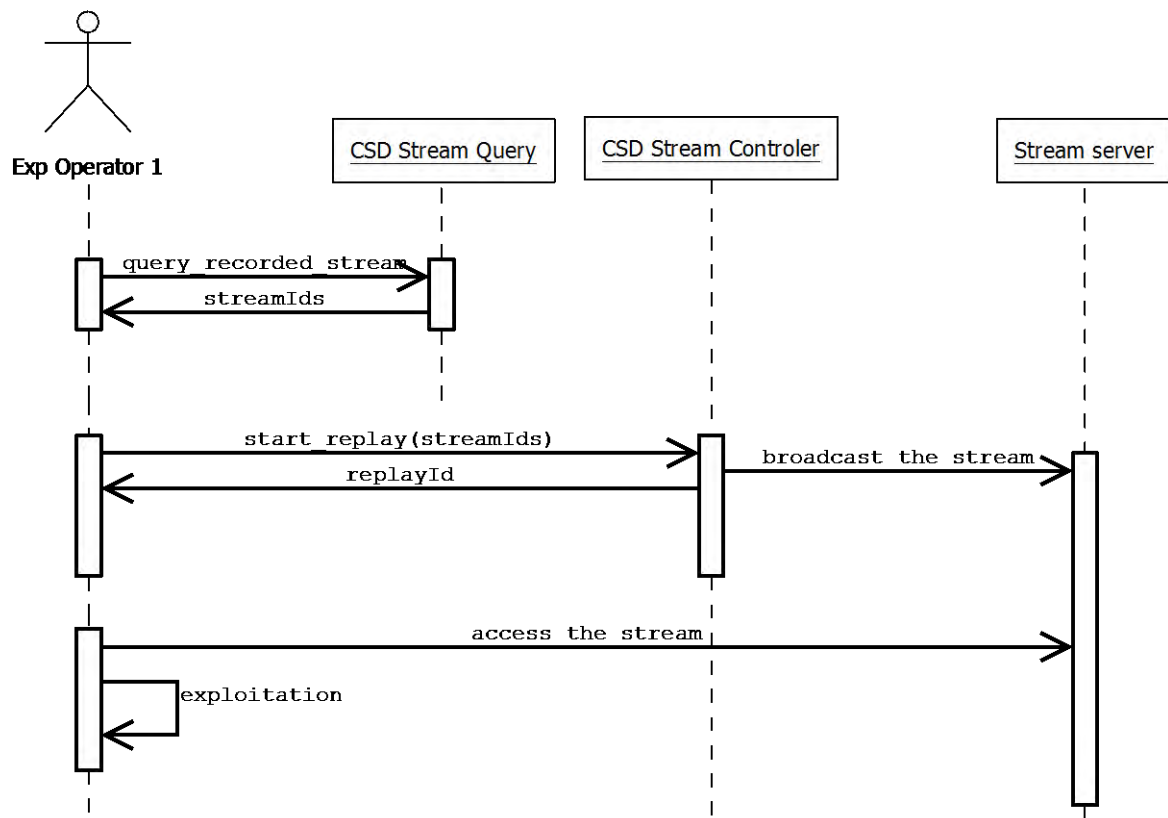 Exp Operator 1
CSD Stream Query
CSD Stream Controler
Stream server
query_recorded_stream
streamIds
start_replay(streamIds)
broadcast the stream
replayId
access the stream
exploitation